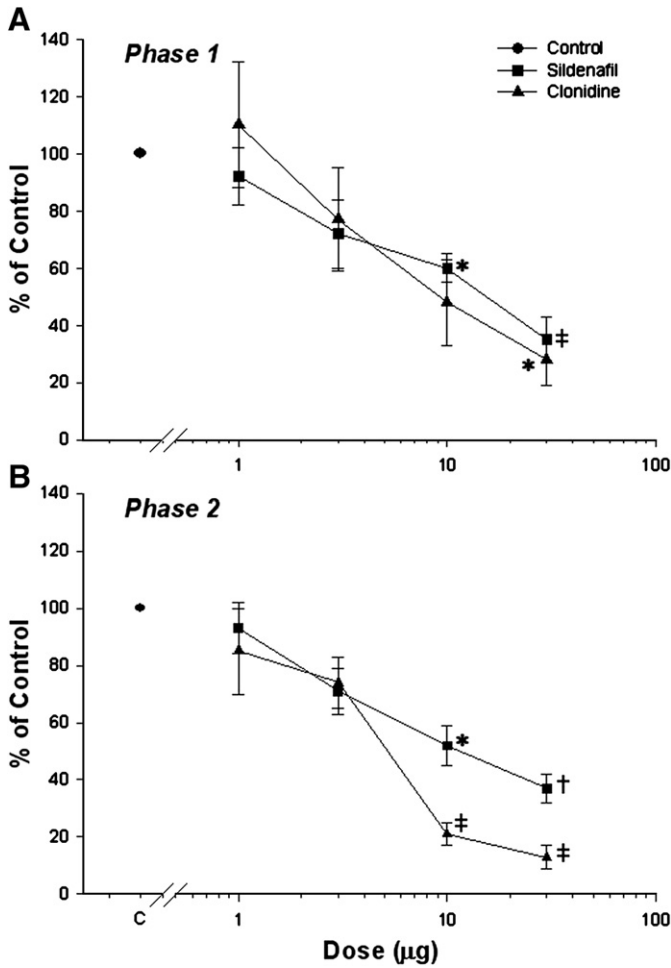 A
Phase 1
Control
Sildenafil
Clonidine
140
120
100
80
60
40
20
0
% of Control
*
‡
*
1
10
100
B
Phase 2
140
120
100
80
60
40
20
0
% of Control
*
†
‡
‡
C
1
10
100
Dose (µg)